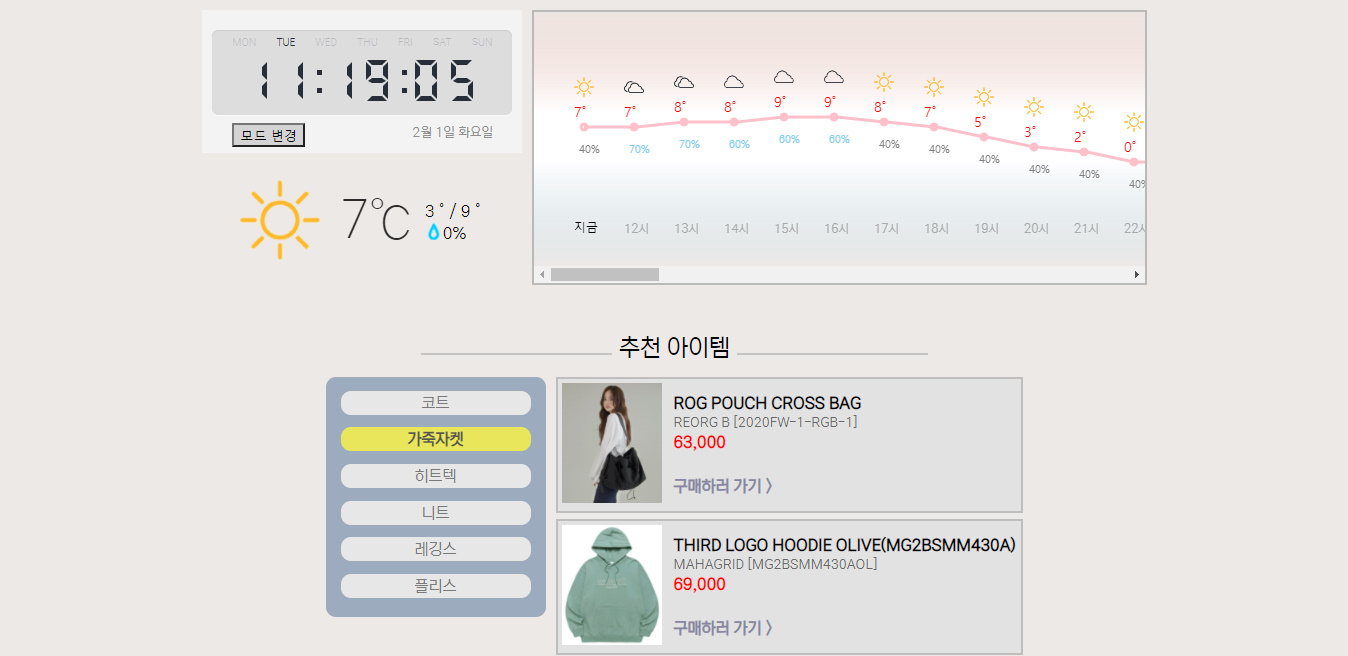 MON TUE WED THU FRI SAT SUN
11:19:05
모드 변경
2월 1일 화요일
7℃
3 ˚ / 9 ˚
0%
7˚ 7˚ 8˚ 8˚ 9˚ 9˚ 8˚ 7˚ 5˚ 3˚ 2˚ 0˚
40% 70% 70% 60% 60% 60% 40% 40% 40% 40% 40% 40%
지금 12시 13시 14시 15시 16시 17시 18시 19시 20시 21시 22시
추천 아이템
코트
가죽자켓
히트텍
니트
레깅스
플리스
ROG POUCH CROSS BAG
REORG B [2020FW-1-RGB-1]
63,000
구매하러 가기 〉
THIRD LOGO HOODIE OLIVE(MG2BSMM430A)
MAHAGRID [MG2BSMM430AOL]
69,000
구매하러 가기 〉